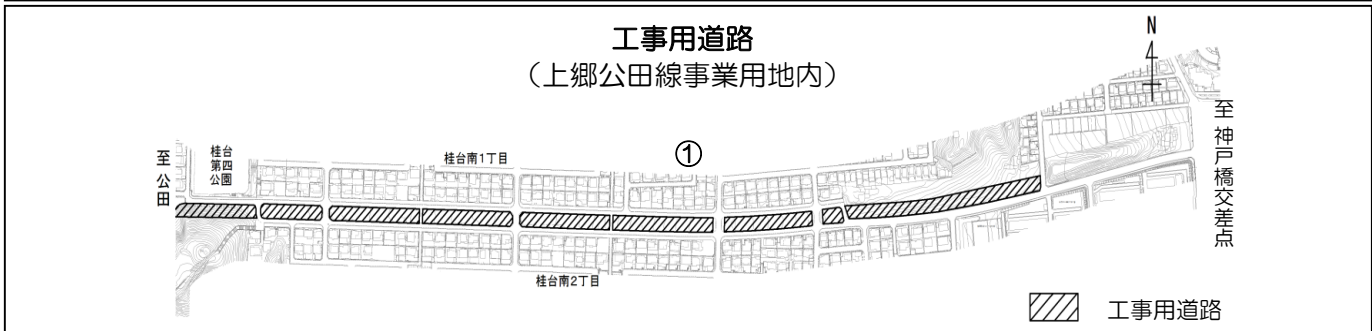 工事用道路
（上郷公田線事業用地内）
N
至 公田
桂台
第四
公園
桂台南1丁目
①
至 神戸橋交差点
桂台南2丁目
工事用道路